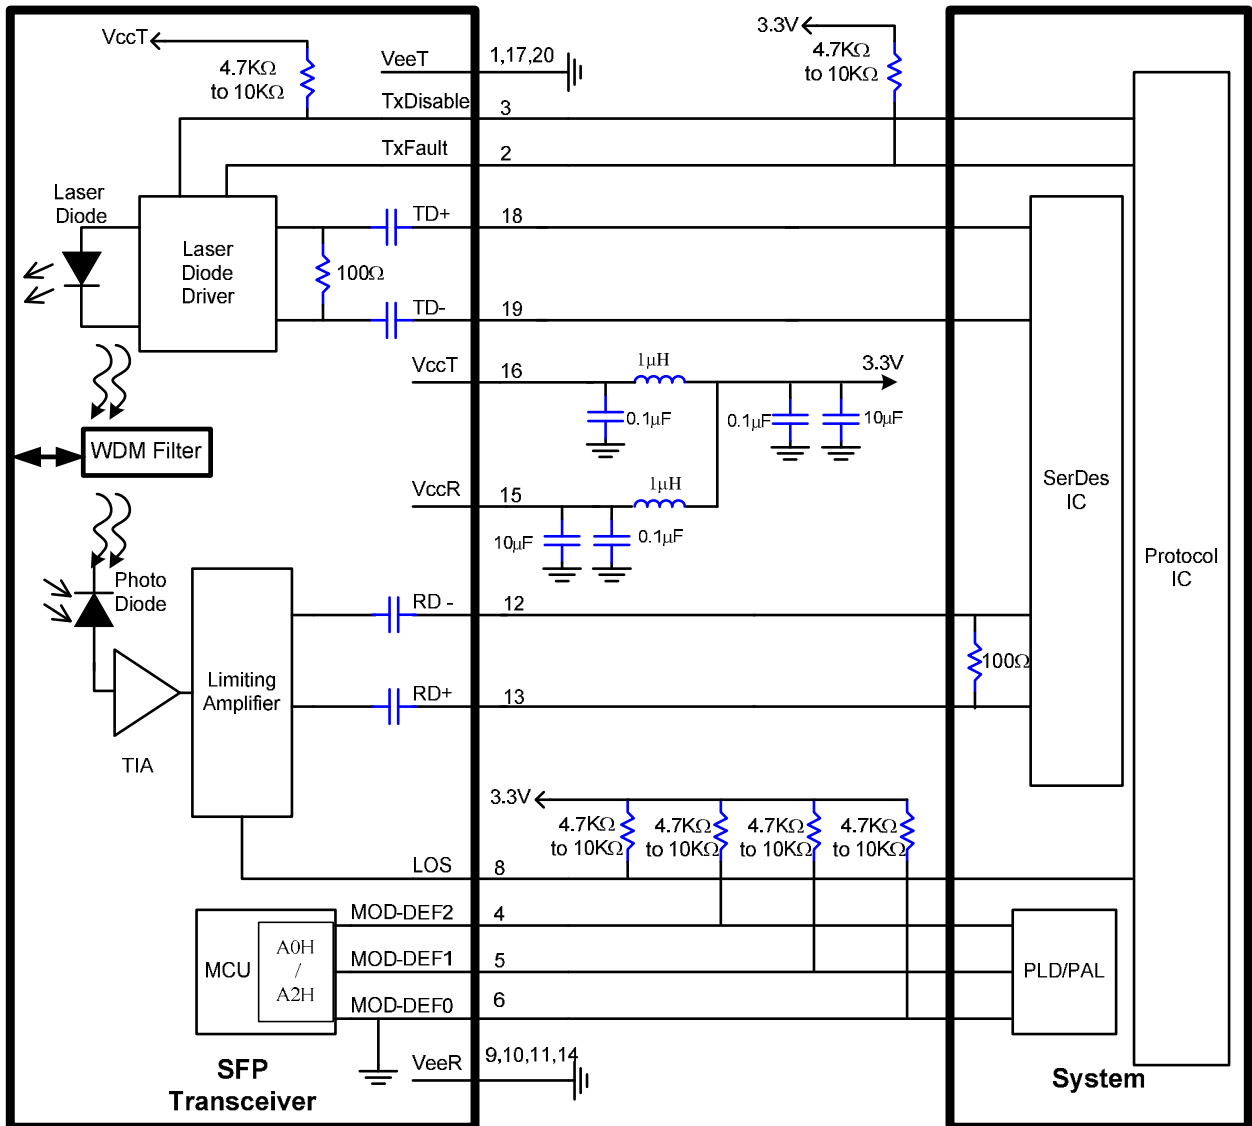 VccT
4.7KΩ
to 10KΩ
VeeT
1,17,20
3.3V
4.7KΩ
to 10KΩ
TxDisable
3
TxFault
2
Laser
Diode
Laser
Diode
Driver
100Ω
TD+
18
TD-
19
VccT
16
1µH
3.3V
0.1µF
0.1µF
10µF
WDM Filter
VccR
15
1µH
10µF
0.1µF
SerDes
IC
Protocol
IC
Photo
Diode
RD -
12
Limiting
Amplifier
100Ω
RD+
13
TIA
3.3V
4.7KΩ
to 10KΩ
4.7KΩ
to 10KΩ
4.7KΩ
to 10KΩ
4.7KΩ
to 10KΩ
LOS
8
MOD-DEF2
4
MCU
A0H
/
A2H
MOD-DEF1
5
PLD/PAL
MOD-DEF0
6
VeeR
9,10,11,14
SFP
Transceiver
System